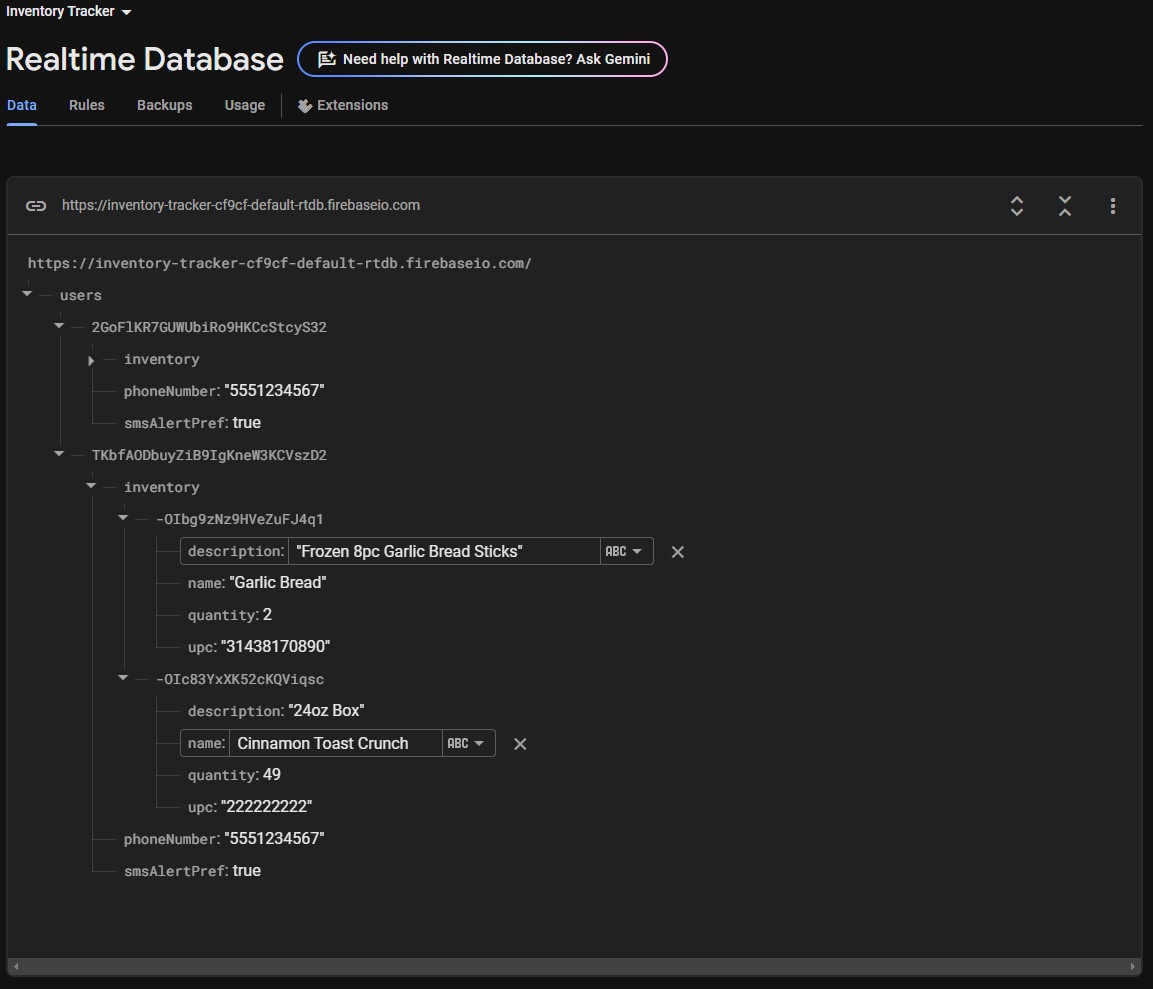 Inventory Tracker
Realtime Database
Need help with Realtime Database? Ask Gemini
Data Rules Backups Usage Extensions
https://inventory-tracker-cf9cf-default-rtdb.firebaseio.com
https://inventory-tracker-cf9cf-default-rtdb.firebaseio.com/
users
2GoFlKR7GUWUbiRo9HKCcStcyS32
inventory
phoneNumber: "5551234567"
smsAlertPref: true
TKbfAODbuyZiB9IgKneW3KCVszD2
inventory
-OIbg9zNz9HVeZuFJ4q1
description: "Frozen 8pc Garlic Bread Sticks" ABC
name: "Garlic Bread"
quantity: 2
upc: "31438170890"
-OIc83YxXK52cKQViqsc
description: "24oz Box"
name: Cinnamon Toast Crunch ABC
quantity: 49
upc: "222222222"
phoneNumber: "5551234567"
smsAlertPref: true